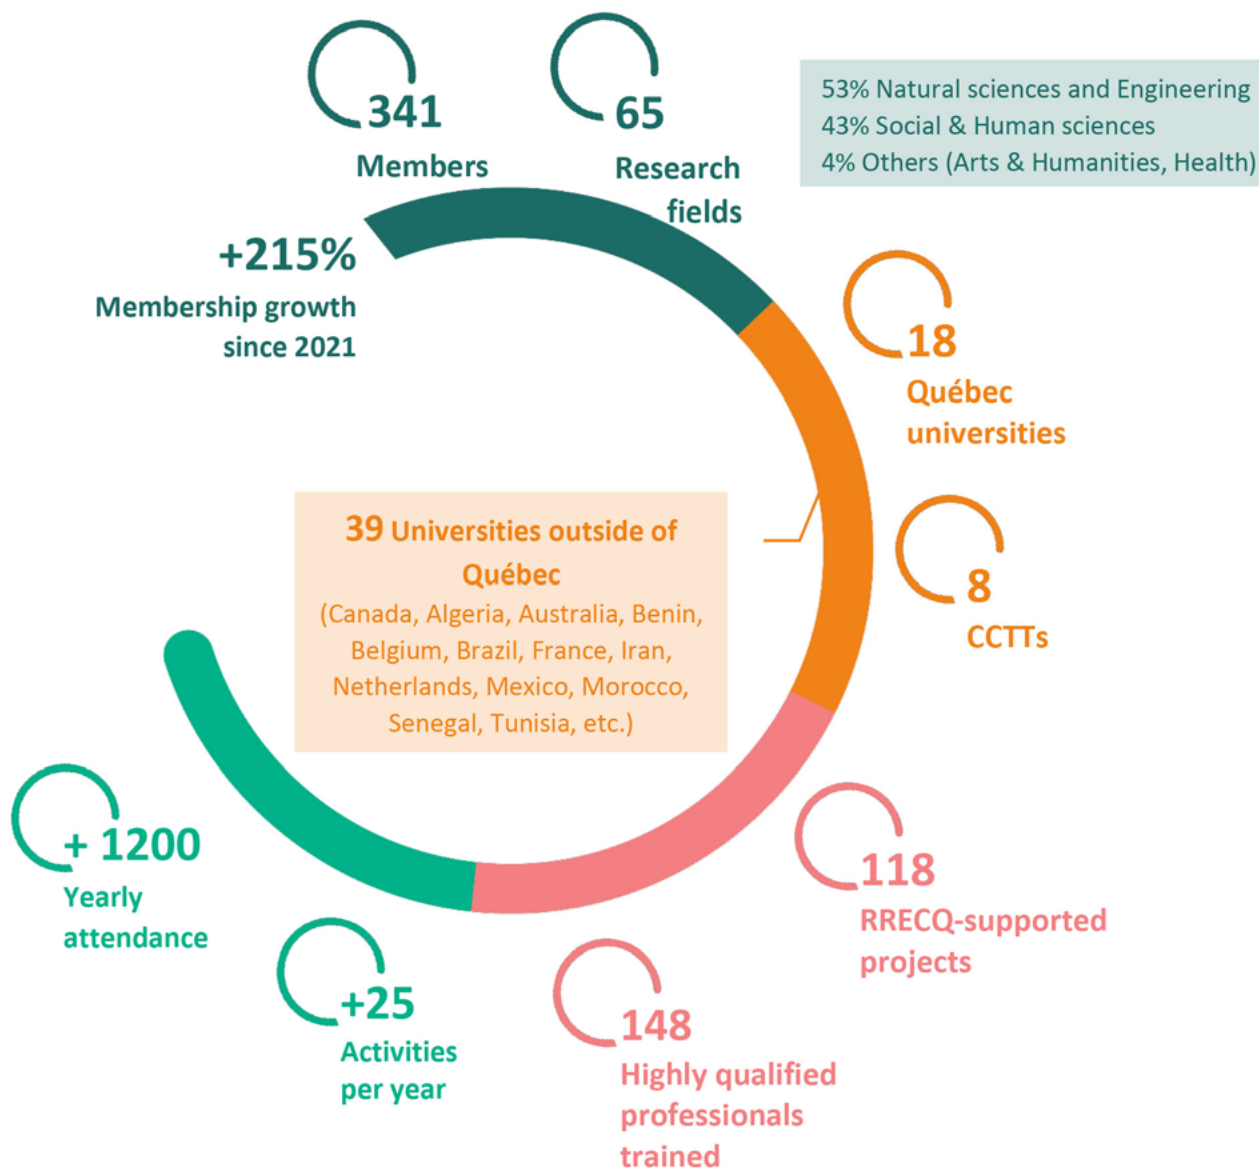 341
Members
65
Research
fields
53% Natural sciences and Engineering
43% Social & Human sciences
4% Others (Arts & Humanities, Health)
+215%
Membership growth
since 2021
18
Québec
universities
39 Universities outside of
Québec
(Canada, Algeria, Australia, Benin,
Belgium, Brazil, France, Iran,
Netherlands, Mexico, Morocco,
Senegal, Tunisia, etc.)
8
CCTTs
118
RRECQ-supported
projects
148
Highly qualified
professionals
trained
+25
Activities
per year
+ 1200
Yearly
attendance